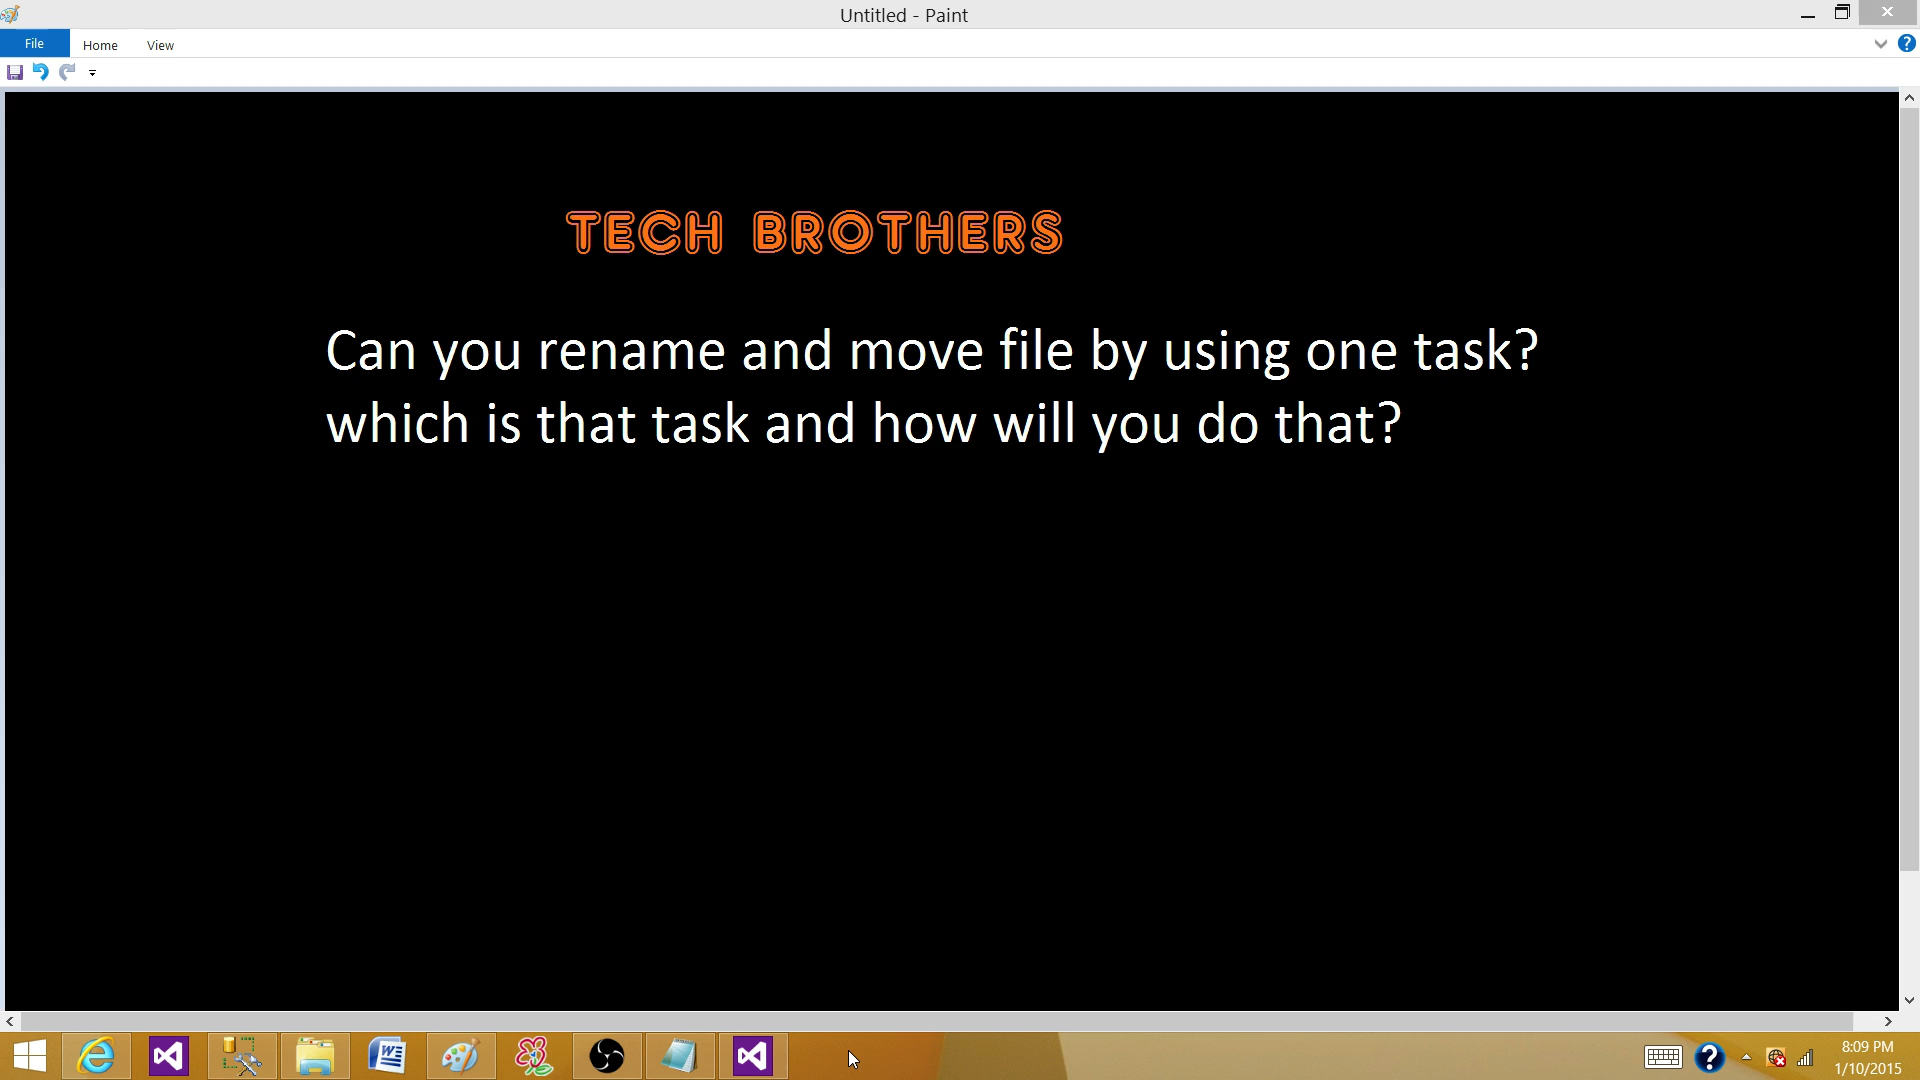 Untitled - Paint
File Home View
TECH BROTHERS
Can you rename and move file by using one task?
which is that task and how will you do that?
8:09 PM
1/10/2015